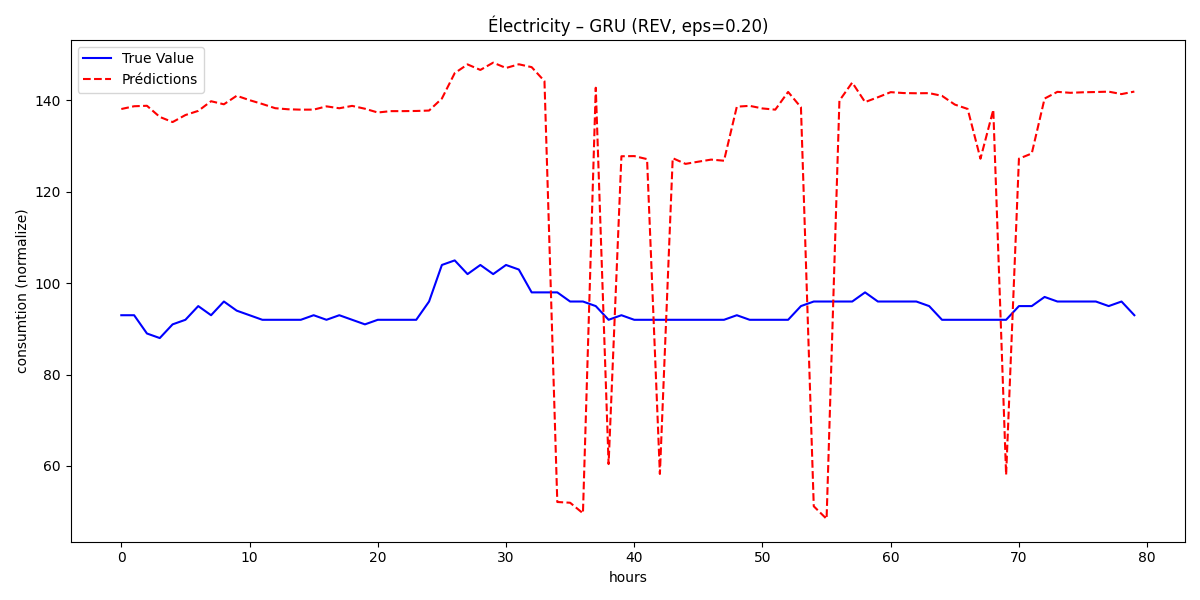 Électricity – GRU (REV, eps=0.20)
True Value
Prédictions
consumtion (normalize)
140
120
100
80
60
0 10 20 30 40 50 60 70 80
hours